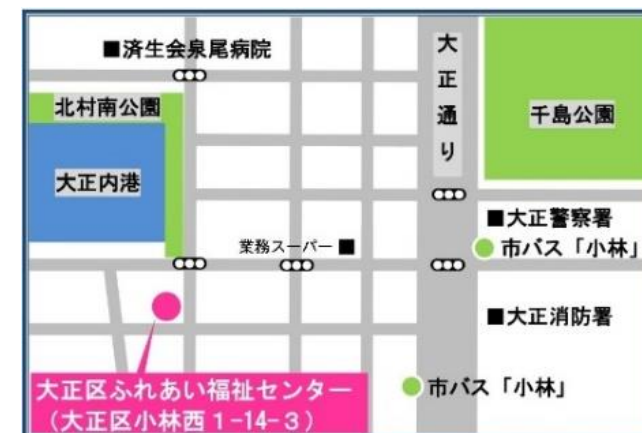 ■済生会泉尾病院
大正通り
北村南公園
千島公園
大正内港
■大正警察署
業務スーパー■
市バス「小林」
■大正消防署
大正区ふれあい福祉センター
（大正区小林西１-14-３）
市バス「小林」